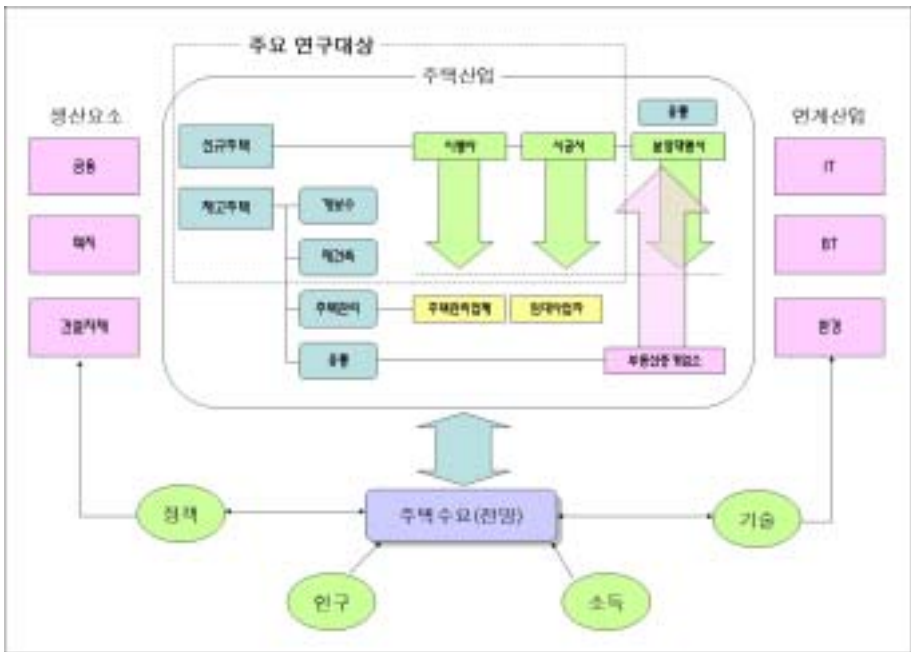 주요 연구대상
주택산업
생산요소
연계산업
유통
신규주택
시행사
시공사
분양대행사
금융
IT
재고주택
개보수
택지
재건축
BT
주택관리
주택관리업체
임대사업자
건설자재
환경
유통
부동산중개업소
정책
주택수요(전망)
기술
인구
소득